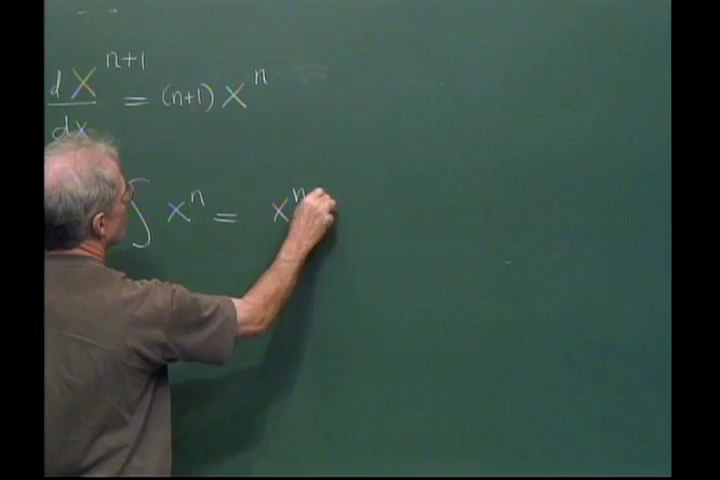 d x^{n+1} / dx = (n+1) x^n
∫ x^n = x^n